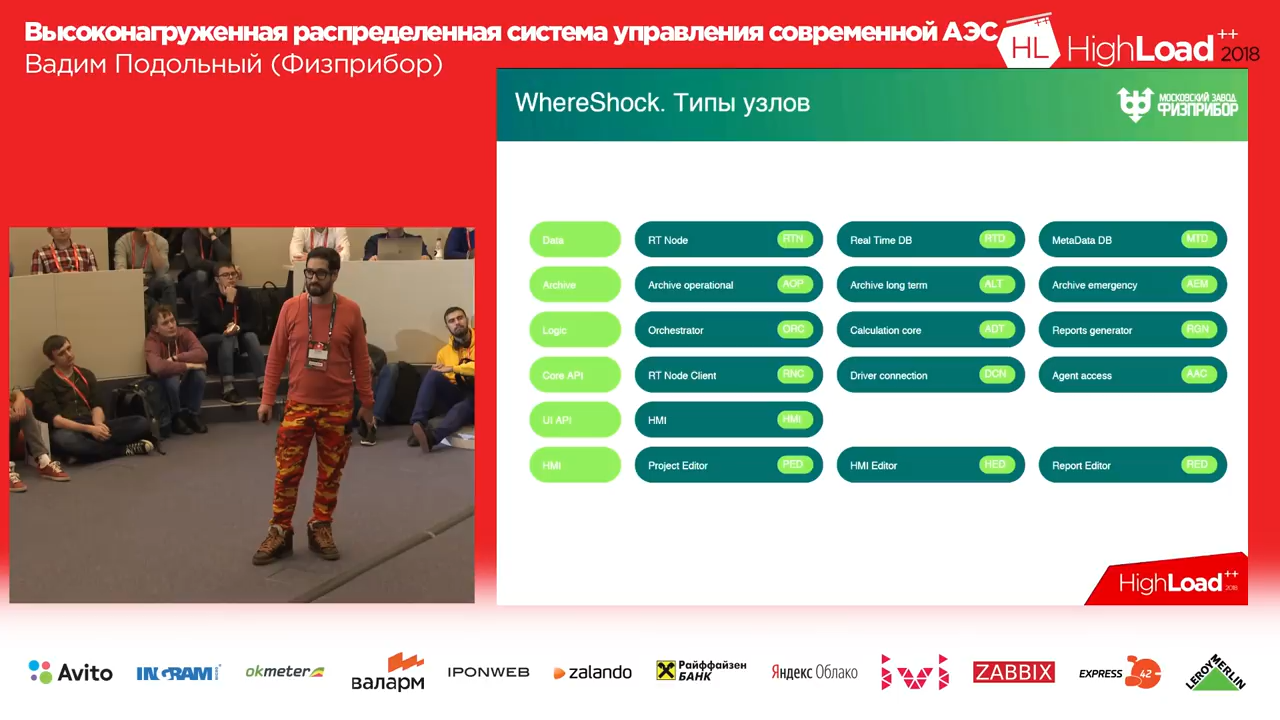 Высоконагруженная распределенная система управления современной АЭС
Вадим Подольный (Физприбор)
HL HighLoad++ 2018
WhereShock. Типы узлов
МОСКОВСКИЙ ЗАВОД
ФИЗПРИБОР
Data RT Node RTN Real Time DB RTD MetaData DB MTD
Archive Archive operational AOP Archive long term ALT Archive emergency AEM
Logic Orchestrator ORC Calculation core ADT Reports generator RGN
Core API RT Node Client RNC Driver connection DCN Agent access AAC
UI API HMI HMI
HMI Project Editor PED HMI Editor HED Report Editor RED
HighLoad++ 2018
Avito INGRAM okmeter валарм IPONWEB zalando Райффайзен БАНК Яндекс Облако ivi ZABBIX EXPRESS 42 LEROY MERLIN